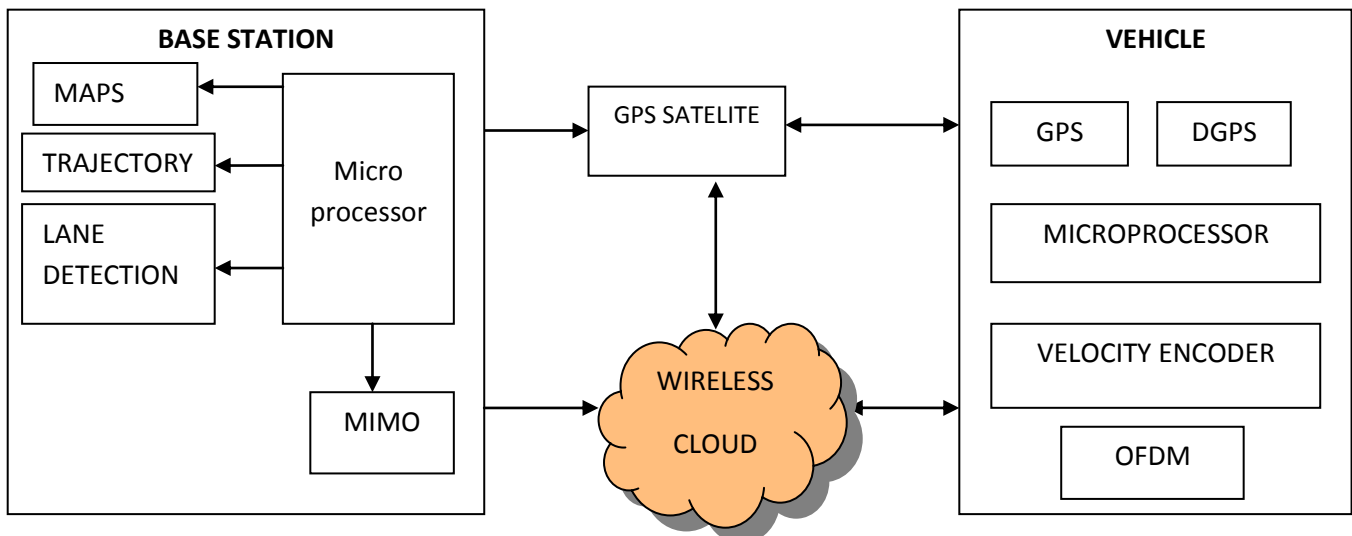 BASE STATION
MAPS
TRAJECTORY
LANE
DETECTION
Micro
processor
MIMO
GPS SATELITE
WIRELESS
CLOUD
VEHICLE
GPS
DGPS
MICROPROCESSOR
VELOCITY ENCODER
OFDM